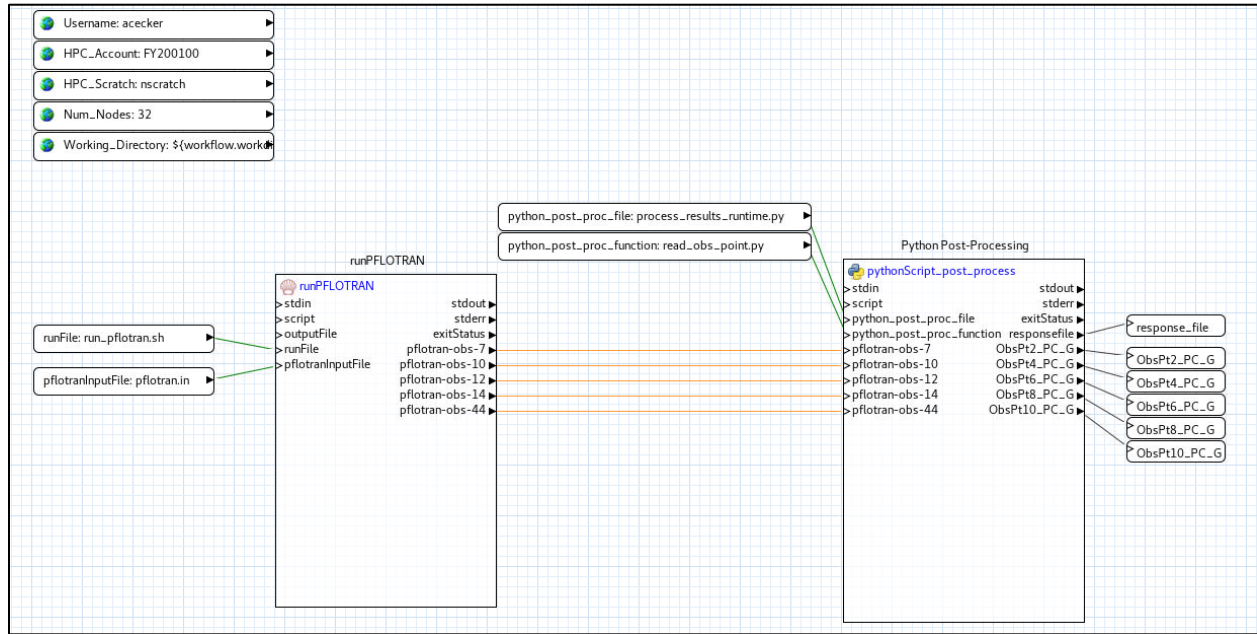 Username: acecker
HPC_Account: FY200100
HPC_Scratch: nscratch
Num_Nodes: 32
Working_Directory: ${workflow.workdi
python_post_proc_file: process_results_runtime.py
python_post_proc_function: read_obs_point.py
runPFLOTRAN
runPFLOTRAN
stdin stdout
script stderr
outputFile exitStatus
runFile pflotran-obs-7
pflotranInputFile pflotran-obs-10
pflotran-obs-12
pflotran-obs-14
pflotran-obs-44
runFile: run_pflotran.sh
pflotranInputFile: pflotran.in
Python Post-Processing
pythonScript_post_process
stdin stdout
script stderr
python_post_proc_file exitStatus
python_post_proc_function responsefile
pflotran-obs-7 ObsPt2_PC_G
pflotran-obs-10 ObsPt4_PC_G
pflotran-obs-12 ObsPt6_PC_G
pflotran-obs-14 ObsPt8_PC_G
pflotran-obs-44 ObsPt10_PC_G
response_file
ObsPt2_PC_G
ObsPt4_PC_G
ObsPt6_PC_G
ObsPt8_PC_G
ObsPt10_PC_G